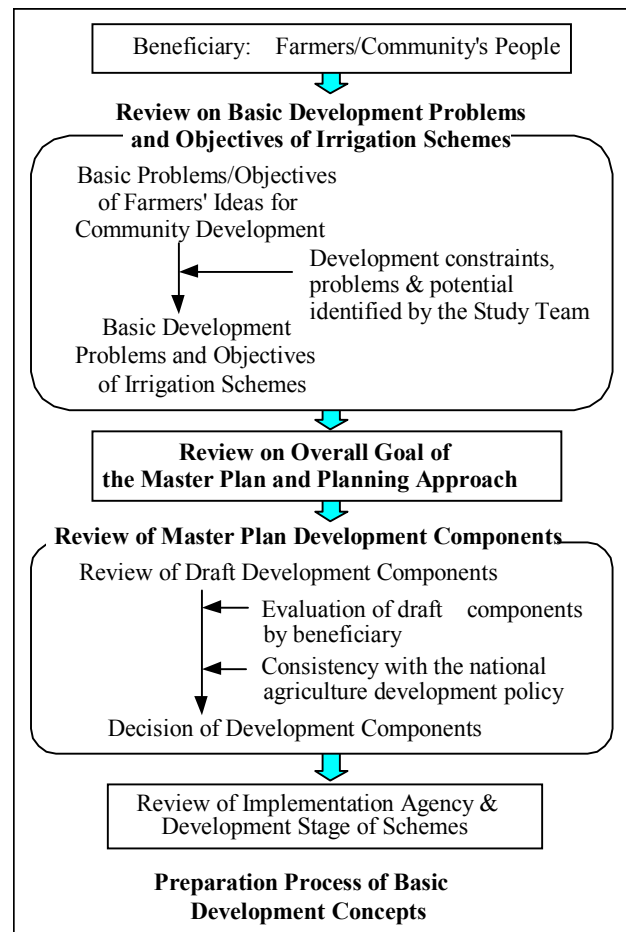 Beneficiary: Farmers/Community's People
Review on Basic Development Problems
and Objectives of Irrigation Schemes
Basic Problems/Objectives
of Farmers' Ideas for
Community Development
Development constraints,
problems & potential
identified by the Study Team
Basic Development
Problems and Objectives
of Irrigation Schemes
Review on Overall Goal of
the Master Plan and Planning Approach
Review of Master Plan Development Components
Review of Draft Development Components
Evaluation of draft components
by beneficiary
Consistency with the national
agriculture development policy
Decision of Development Components
Review of Implementation Agency &
Development Stage of Schemes
Preparation Process of Basic
Development Concepts